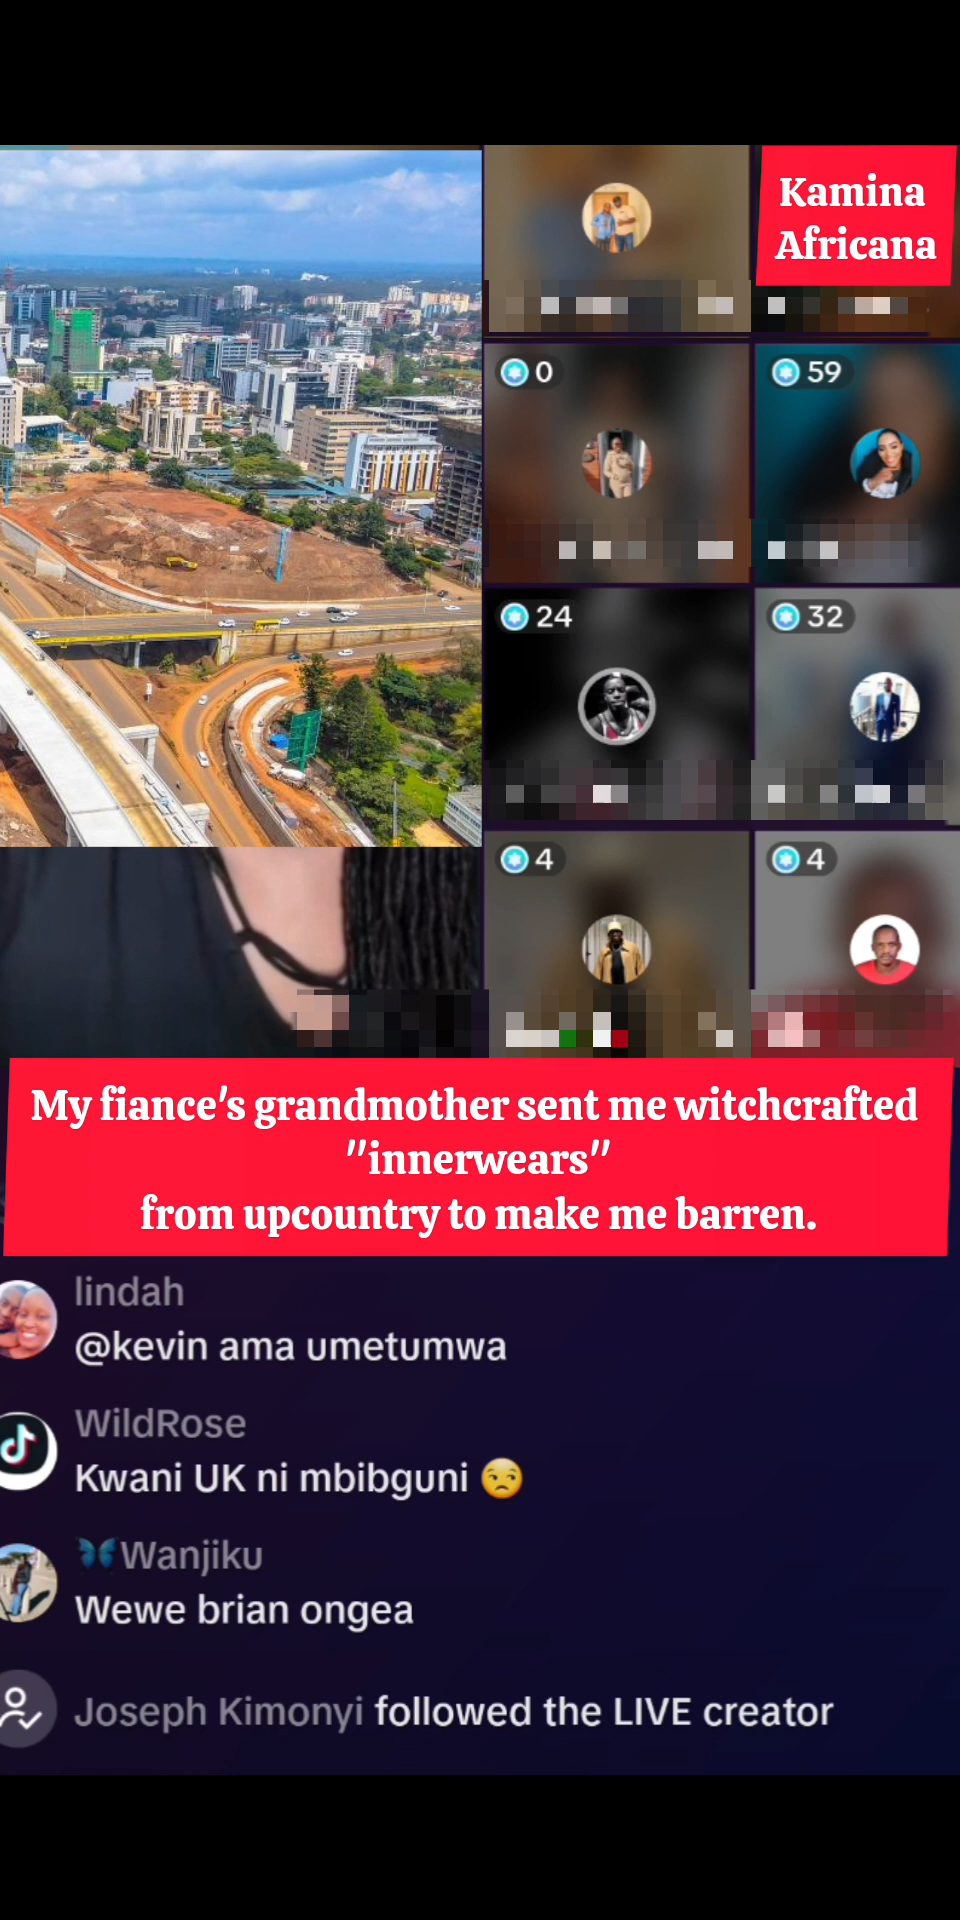 Kamina
Africana
0
59
24
32
4
4
My fiance's grandmother sent me witchcrafted
"innerwears"
from upcountry to make me barren.
lindah
@kevin ama umetumwa
WildRose
Kwani UK ni mbibguni 😒
🦋Wanjiku
Wewe brian ongea
Joseph Kimonyi followed the LIVE creator